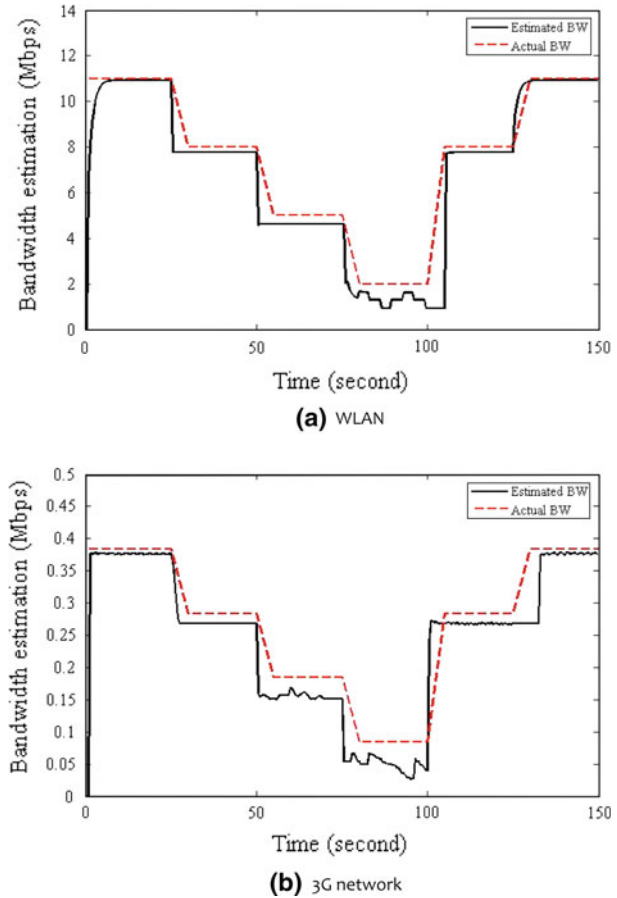 14
12
10
8
6
4
2
0
Bandwidth estimation (Mbps)
Estimated BW
Actual BW
0
50
100
150
Time (second)
(a) WLAN
0.5
0.45
0.4
0.35
0.3
0.25
0.2
0.15
0.1
0.05
0
Bandwidth estimation (Mbps)
Estimated BW
Actual BW
0
50
100
150
Time (second)
(b) 3G network